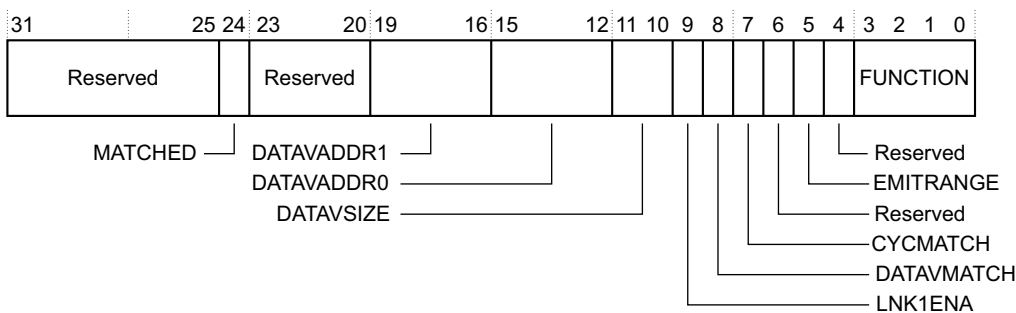 31 25 24 23 20 19 16 15 12 11 10 9 8 7 6 5 4 3 2 1 0
Reserved Reserved FUNCTION
MATCHED DATAVADDR1 Reserved
DATAVADDR0 EMITRANGE
DATAVSIZE Reserved
CYCMATCH
DATAVMATCH
LNK1ENA